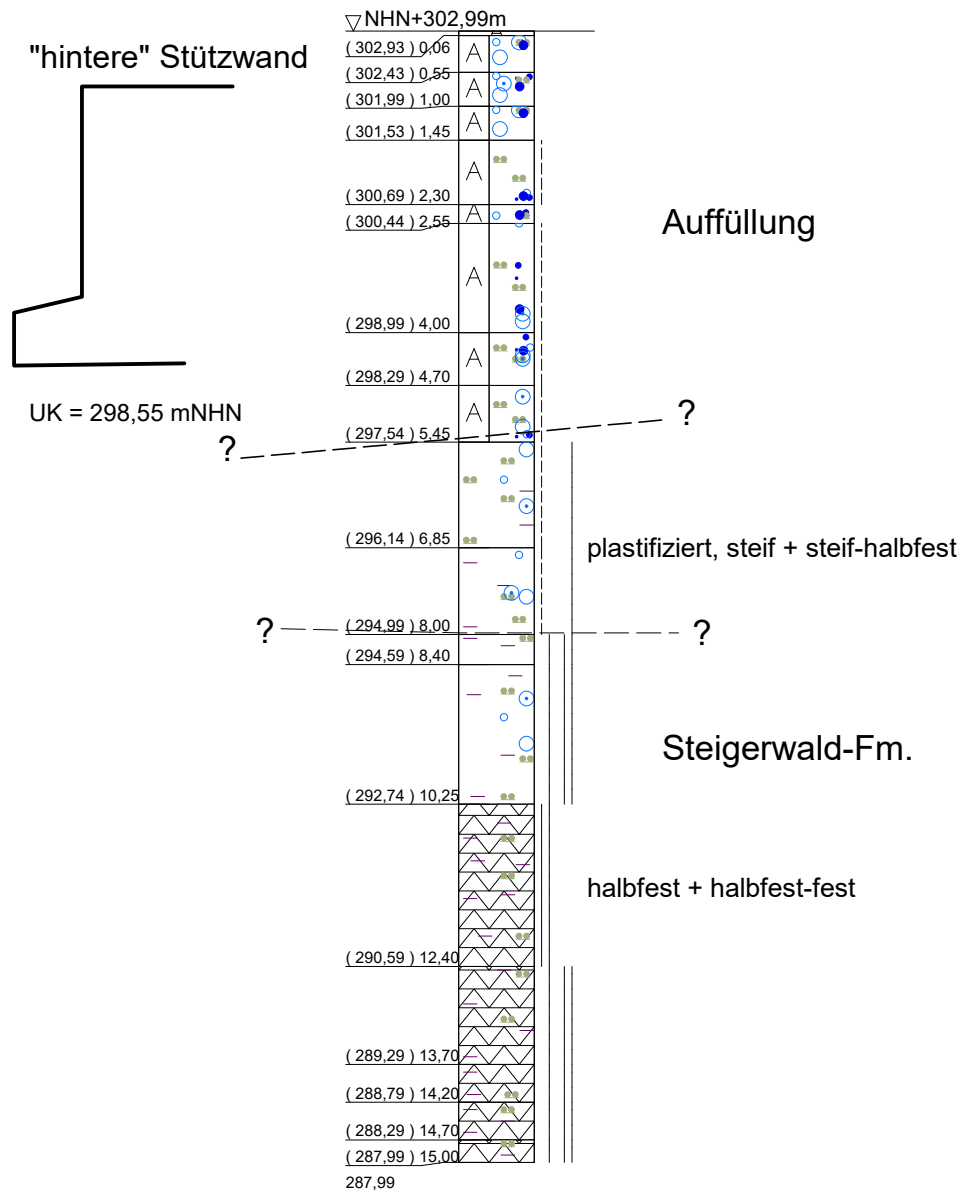 NHN+302,99m
"hintere" Stützwand
( 302,93 ) 0,06
A
( 302,43 ) 0,55
A
( 301,99 ) 1,00
A
( 301,53 ) 1,45
A
( 300,69 ) 2,30
Auffüllung
A
( 300,44 ) 2,55
A
( 298,99 ) 4,00
A
( 298,29 ) 4,70
UK = 298,55 mNHN
A
?
( 297,54 ) 5,45
?
( 296,14 ) 6,85
plastifiziert, steif + steif-halbfest
( 294,99 ) 8,00
?
?
( 294,59 ) 8,40
Steigerwald-Fm.
( 292,74 ) 10,25
halbfest + halbfest-fest
( 290,59 ) 12,40
( 289,29 ) 13,70
( 288,79 ) 14,20
( 288,29 ) 14,70
( 287,99 ) 15,00
287,99